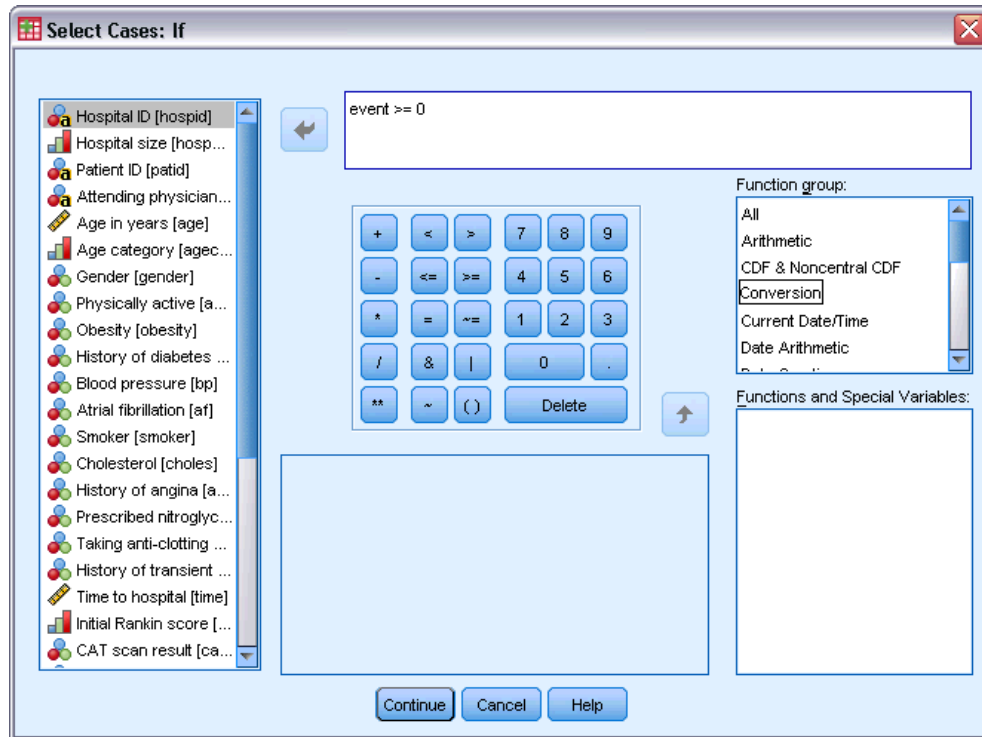 Select Cases: If
Hospital ID [hospid]
Hospital size [hosp...
Patient ID [patid]
Attending physician...
Age in years [age]
Age category [agec...
Gender [gender]
Physically active [a...
Obesity [obesity]
History of diabetes ...
Blood pressure [bp]
Atrial fibrillation [af]
Smoker [smoker]
Cholesterol [choles]
History of angina [a...
Prescribed nitroglyc...
Taking anti-clotting ...
History of transient ...
Time to hospital [time]
Initial Rankin score [...
CAT scan result [ca...
event >= 0
+ < > 7 8 9
- <= >= 4 5 6
* = ~= 1 2 3
/ & | 0 .
** ~ ( ) Delete
Function group:
All
Arithmetic
CDF & Noncentral CDF
Conversion
Current Date/Time
Date Arithmetic
Functions and Special Variables:
Continue Cancel Help